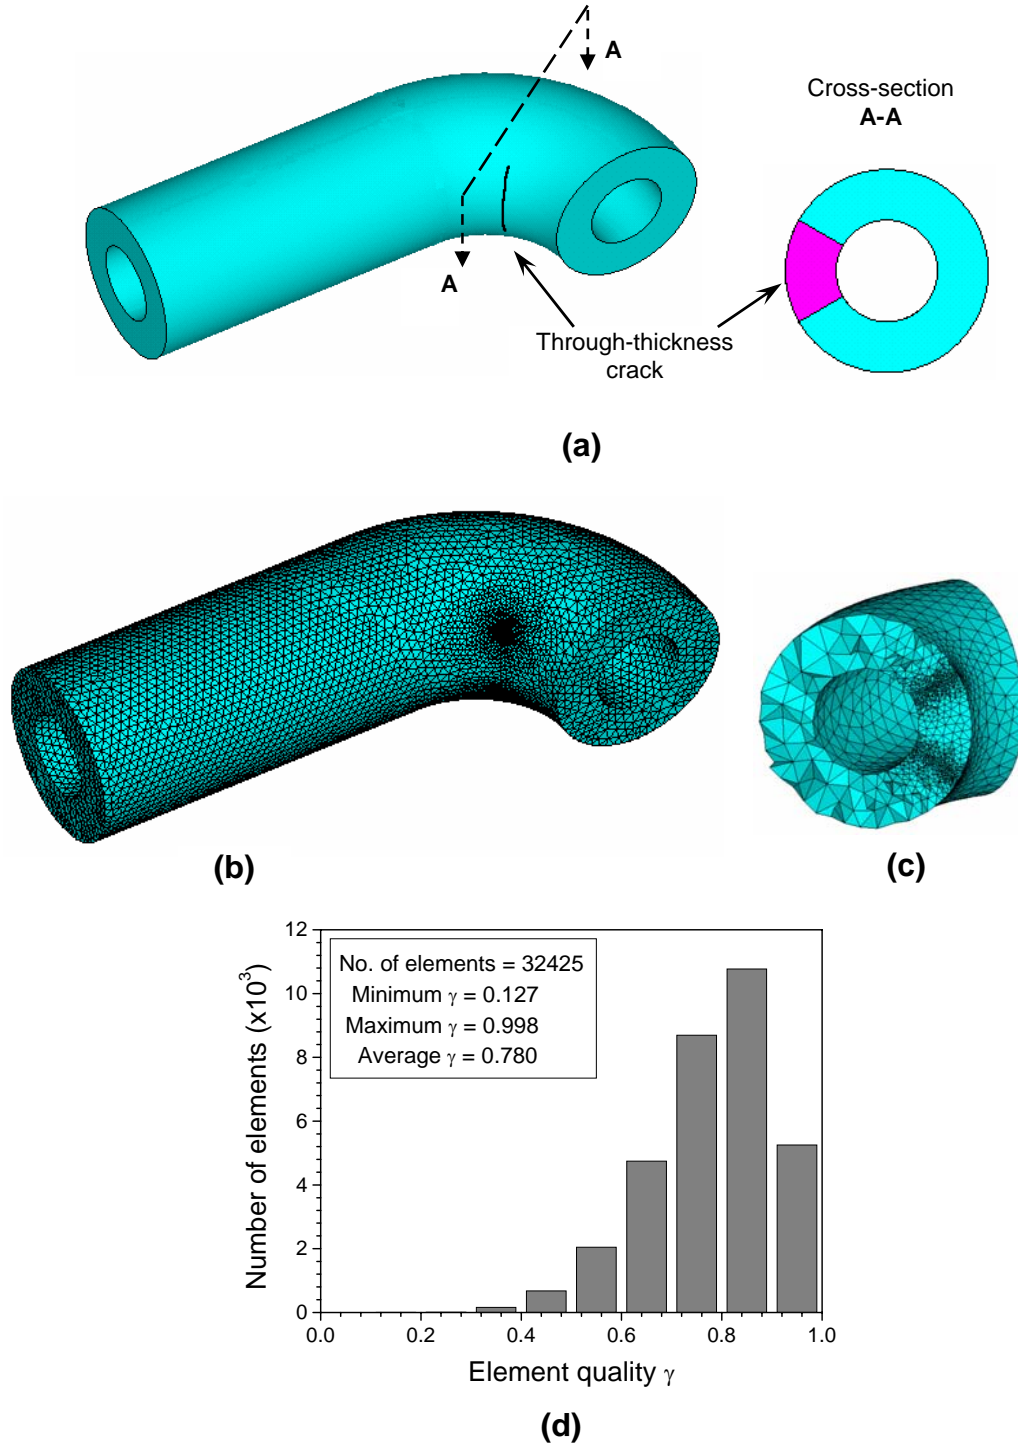 A
Cross-section
A-A
A
Through-thickness
crack
(a)
(b)
(c)
12
10
8
6
4
2
0
Number of elements (x10³)
No. of elements = 32425
Minimum γ = 0.127
Maximum γ = 0.998
Average γ = 0.780
0.0 0.2 0.4 0.6 0.8 1.0
Element quality γ
(d)